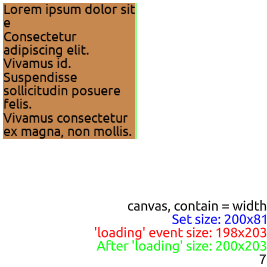 Lorem ipsum dolor sit
e
Consectetur
adipiscing elit.
Vivamus id.
Suspendisse
sollicitudin posuere
felis.
Vivamus consectetur
ex magna, non mollis.
canvas, contain = width
Set size: 200x81
'loading' event size: 198x203
After 'loading' size: 200x203
7